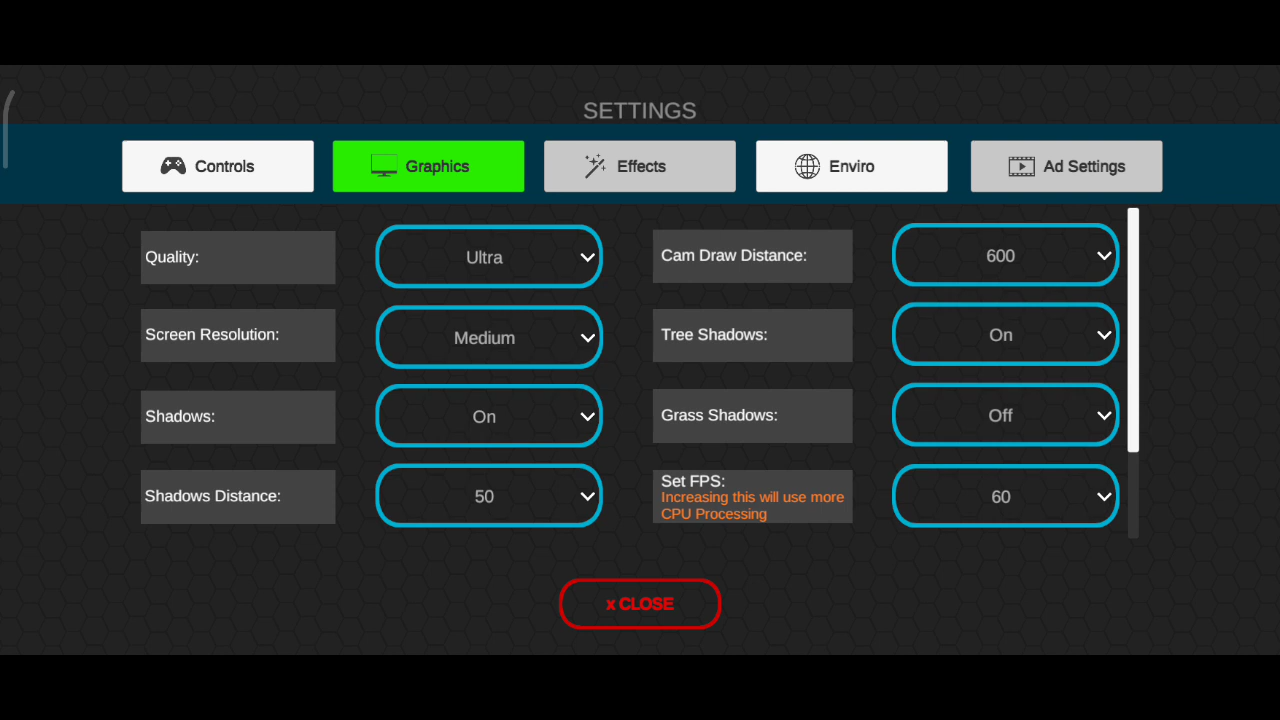 SETTINGS
Controls
Graphics
Effects
Enviro
Ad Settings
Quality:
Ultra
Cam Draw Distance:
600
Screen Resolution:
Medium
Tree Shadows:
On
Shadows:
On
Grass Shadows:
Off
Shadows Distance:
50
Set FPS:
Increasing this will use more
CPU Processing
60
x CLOSE